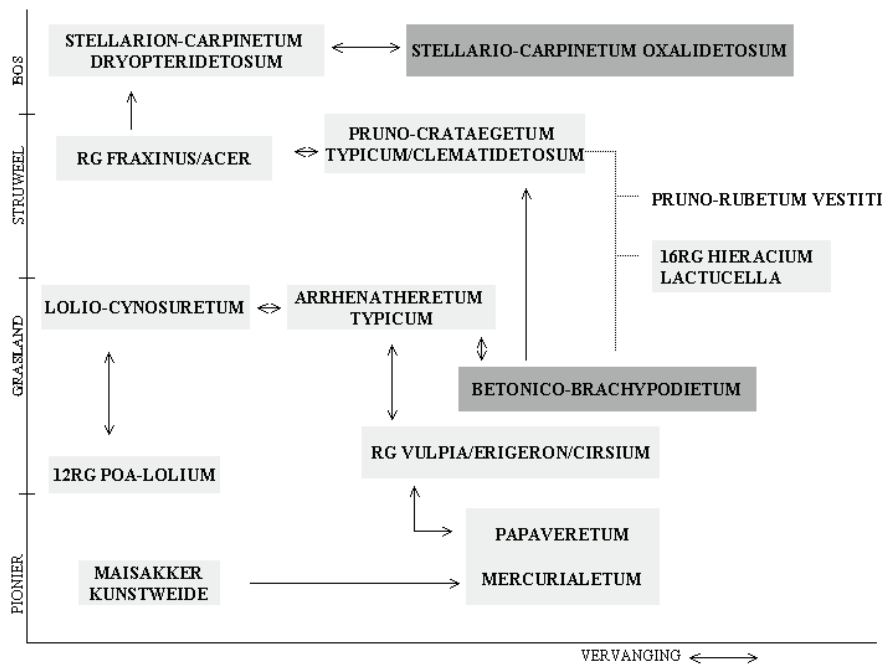 BOS
STELLARION-CARPINETUM
DRYOPTERIDETOSUM
STELLARIO-CARPINETUM OXALIDETOSUM
STRUWEEL
RG FRAXINUS/ACER
PRUNO-CRATAEGETUM
TYPICUM/CLEMATIDETOSUM
PRUNO-RUBETUM VESTITI
16RG HIERACIUM
LACTUCELLA
GRASLAND
LOLIO-CYNOSURETUM
ARRHENATHERETUM
TYPICUM
BETONICO-BRACHYPODIETUM
12RG POA-LOLIUM
RG VULPIA/ERIGERON/CIRSIUM
PIONIER
PAPAVERETUM
MERCURIALETUM
MAISAKKER
KUNSTWEIDE
VERVANGING